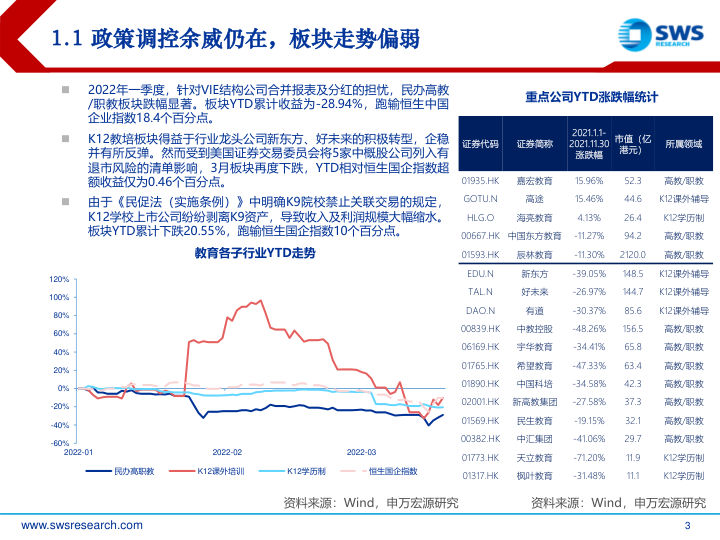 1.1 政策调控余威仍在，板块走势偏弱
SWS
RESEARCH
2022年一季度，针对VIE结构公司合并报表及分红的担忧，民办高教
/职教板块跌幅显著。板块YTD累计收益为-28.94%，跑输恒生中国
企业指数18.4个百分点。
K12教培板块得益于行业龙头公司新东方、好未来的积极转型，企稳
并有所反弹。然而受到美国证券交易委员会将5家中概股公司列入有
退市风险的清单影响，3月板块再度下跌，YTD相对恒生国企指数超
额收益仅为0.46个百分点。
由于《民促法（实施条例）》中明确K9院校禁止关联交易的规定，
K12学校上市公司纷纷剥离K9资产，导致收入及利润规模大幅缩水。
板块YTD累计下跌20.55%，跑输恒生国企指数10个百分点。
教育各子行业YTD走势
120%
100%
80%
60%
40%
20%
0%
-20%
-40%
-60%
2022-01 2022-02 2022-03
民办高职教 K12课外培训 K12学历制 恒生国企指数
资料来源：Wind，申万宏源研究
重点公司YTD涨跌幅统计
证券代码 证券简称 2021.1.1-2021.11.30涨跌幅 市值（亿港元） 所属领域
01935.HK 嘉宏教育 15.96% 52.3 高教/职教
GOTU.N 高途 15.46% 44.6 K12课外辅导
HLG.O 海亮教育 4.13% 26.4 K12学历制
00667.HK 中国东方教育 -11.27% 94.2 高教/职教
01593.HK 辰林教育 -11.30% 2120.0 高教/职教
EDU.N 新东方 -39.05% 148.5 K12课外辅导
TAL.N 好未来 -26.97% 144.7 K12课外辅导
DAO.N 有道 -30.37% 85.6 K12课外辅导
00839.HK 中教控股 -48.26% 156.5 高教/职教
06169.HK 宇华教育 -34.41% 65.8 高教/职教
01765.HK 希望教育 -47.33% 63.4 高教/职教
01890.HK 中国科培 -34.58% 42.3 高教/职教
02001.HK 新高教集团 -27.58% 37.3 高教/职教
01569.HK 民生教育 -19.15% 32.1 高教/职教
00382.HK 中汇集团 -41.06% 29.7 高教/职教
01773.HK 天立教育 -71.20% 11.9 K12学历制
01317.HK 枫叶教育 -31.48% 11.1 K12学历制
资料来源：Wind，申万宏源研究
www.swsresearch.com
3